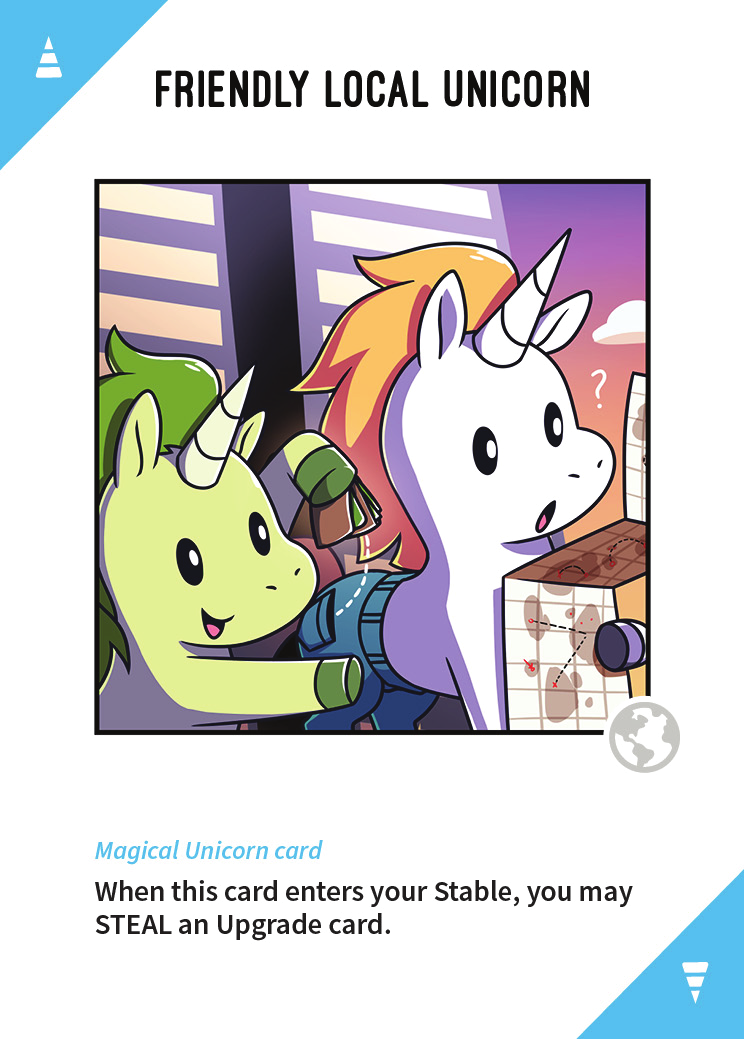 FRIENDLY LOCAL UNICORN
?
Magical Unicorn card
When this card enters your Stable, you may
STEAL an Upgrade card.